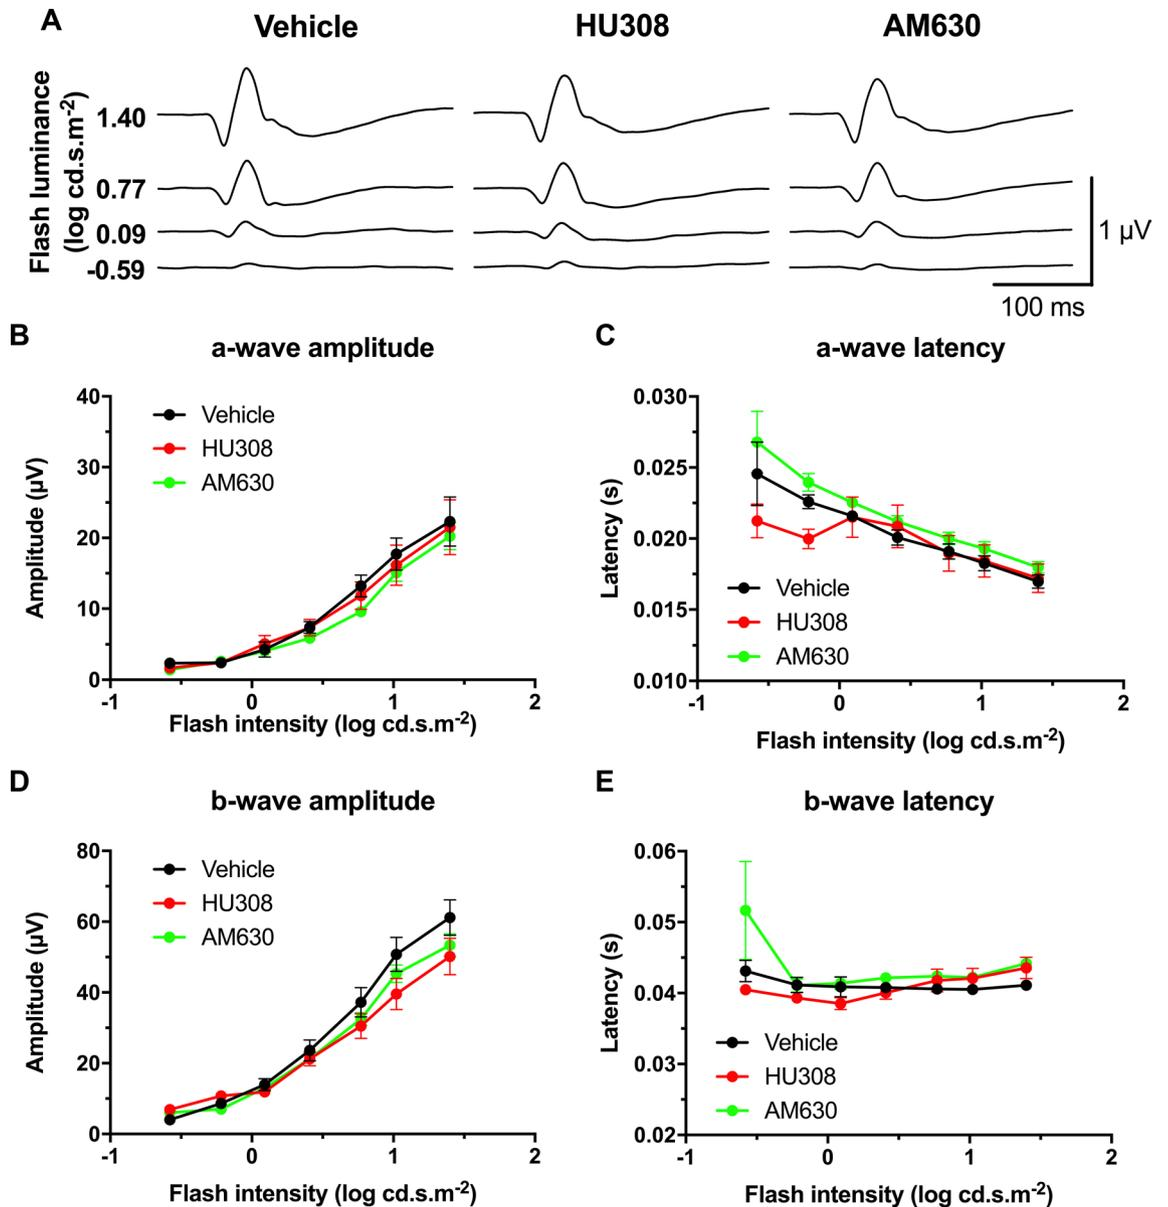 A
Vehicle HU308 AM630
Flash luminance
(log cd.s.m-2)
1.40
0.77
0.09
-0.59
1 µV
100 ms
B
a-wave amplitude
Amplitude (µV)
40
30
20
10
0
Vehicle
HU308
AM630
-1 0 1 2
Flash intensity (log cd.s.m-2)
C
a-wave latency
Latency (s)
0.030
0.025
0.020
0.015
0.010
Vehicle
HU308
AM630
-1 0 1 2
Flash intensity (log cd.s.m-2)
D
b-wave amplitude
Amplitude (µV)
80
60
40
20
0
Vehicle
HU308
AM630
-1 0 1 2
Flash intensity (log cd.s.m-2)
E
b-wave latency
Latency (s)
0.06
0.05
0.04
0.03
0.02
Vehicle
HU308
AM630
-1 0 1 2
Flash intensity (log cd.s.m-2)